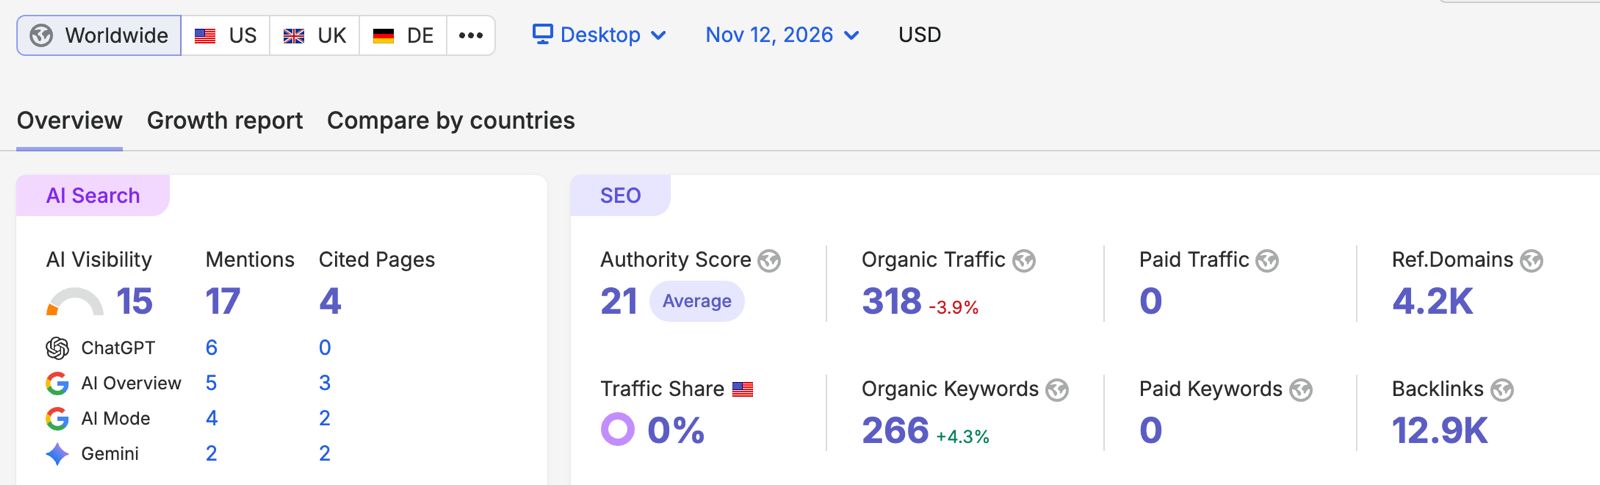 Worldwide US UK DE ••• Desktop Nov 12, 2026 USD
Overview Growth report Compare by countries
AI Search
AI Visibility Mentions Cited Pages
15 17 4
ChatGPT 6 0
AI Overview 5 3
AI Mode 4 2
Gemini 2 2
SEO
Authority Score Organic Traffic Paid Traffic Ref.Domains
21 Average 318 -3.9% 0 4.2K
Traffic Share Organic Keywords Paid Keywords Backlinks
0% 266 +4.3% 0 12.9K